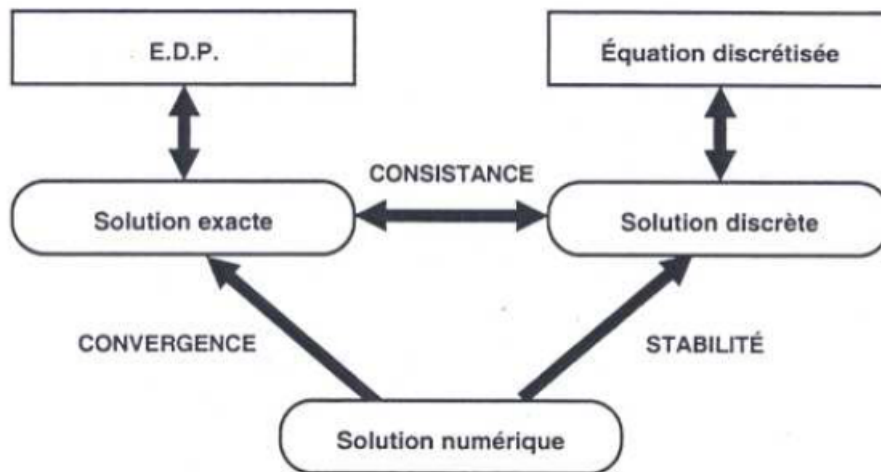 E.D.P.
Équation discrétisée
CONSISTANCE
Solution exacte
Solution discrète
CONVERGENCE
STABILITÉ
Solution numérique